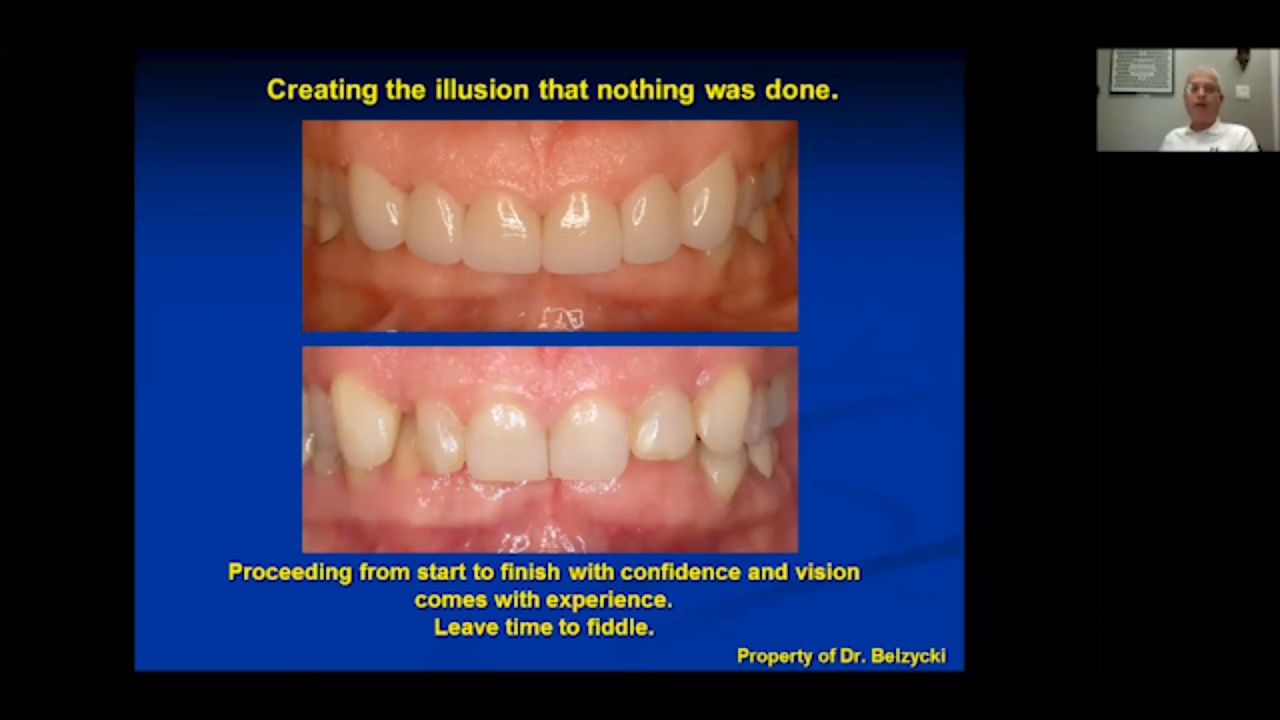 Creating the illusion that nothing was done.
Proceeding from start to finish with confidence and vision
comes with experience.
Leave time to fiddle.
Property of Dr. Belzycki